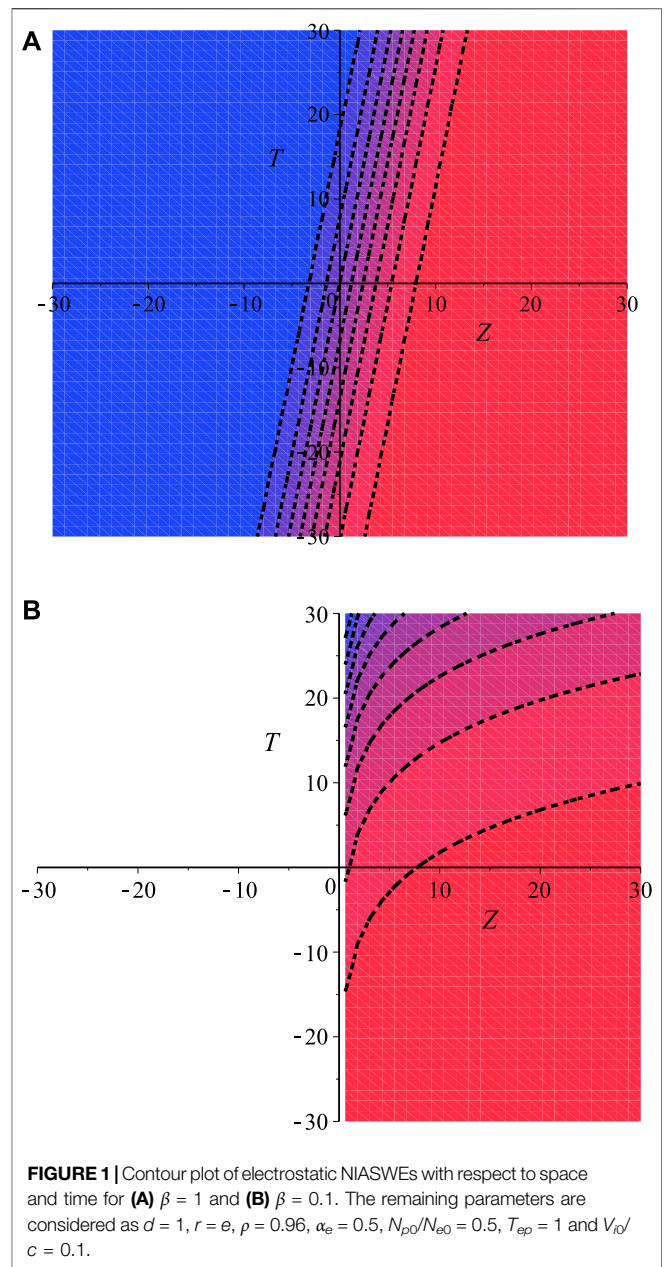 A
30
20
T
10
-30
-20
-10
0
10
20
30
Z
-10
-20
-30
B
30
20
T
10
-30
-20
-10
0
10
20
30
Z
-10
-20
-30
FIGURE 1 | Contour plot of electrostatic NIASWEs with respect to space
and time for (A) β = 1 and (B) β = 0.1. The remaining parameters are
considered as d = 1, r = e, ρ = 0.96, αe = 0.5, Np0/Ne0 = 0.5, Tep = 1 and Vi0/
c = 0.1.